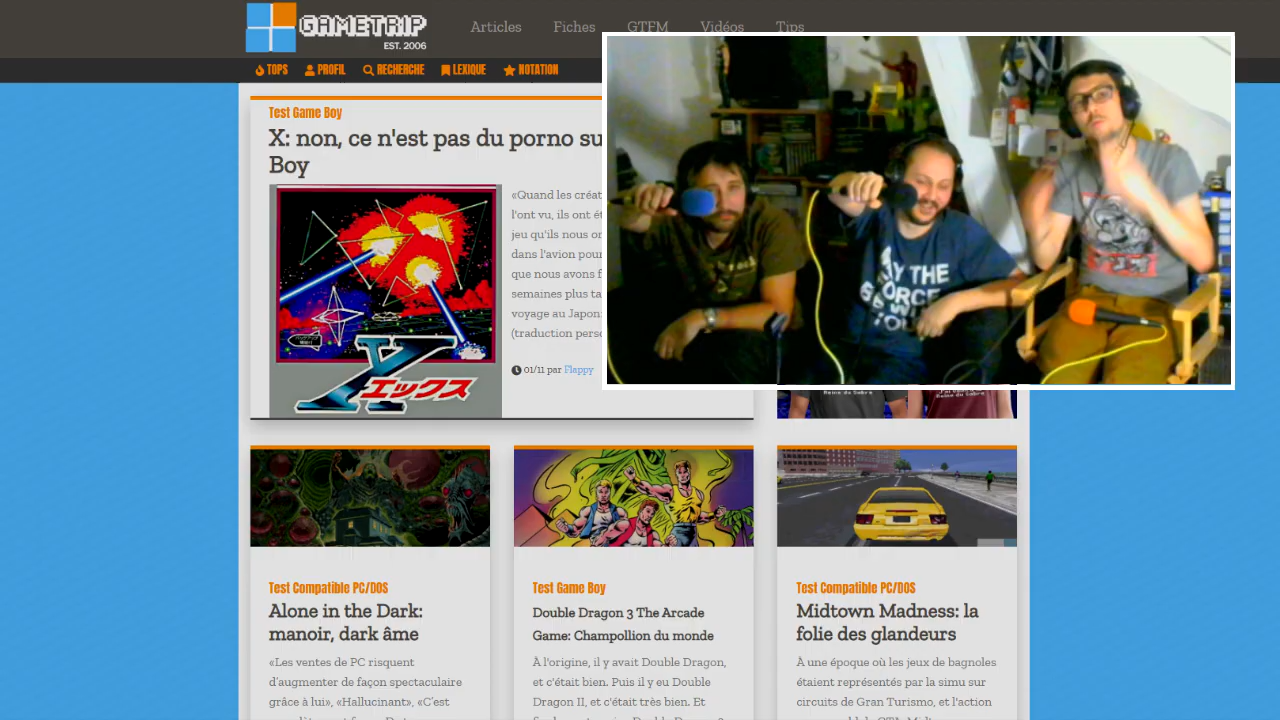 GAMETRIP
EST. 2006
Articles
Fiches
GTFM
Vidéos
Tips
TOPS
PROFIL
RECHERCHE
LEXIQUE
NOTATION
Test Game Boy
X: non, ce n'est pas du porno su
Boy
«Quand les créat
l'ont vu, ils ont ét
jeu qu'ils nous on
dans l'avion pour
que nous avons f
semaines plus ta
voyage au Japon
(traduction perso
01/11 par Flappy
X
エックス
Test Compatible PC/DOS
Alone in the Dark:
manoir, dark âme
«Les ventes de PC risquent
d'augmenter de façon spectaculaire
grâce à lui», «Hallucinant», «C'est
Test Game Boy
Double Dragon 3 The Arcade
Game: Champollion du monde
À l'origine, il y avait Double Dragon,
et c'était bien. Puis il y eu Double
Dragon II, et c'était très bien. Et
Test Compatible PC/DOS
Midtown Madness: la
folie des glandeurs
À une époque où les jeux de bagnoles
étaient représentés par la simu sur
circuits de Gran Turismo, et l'action